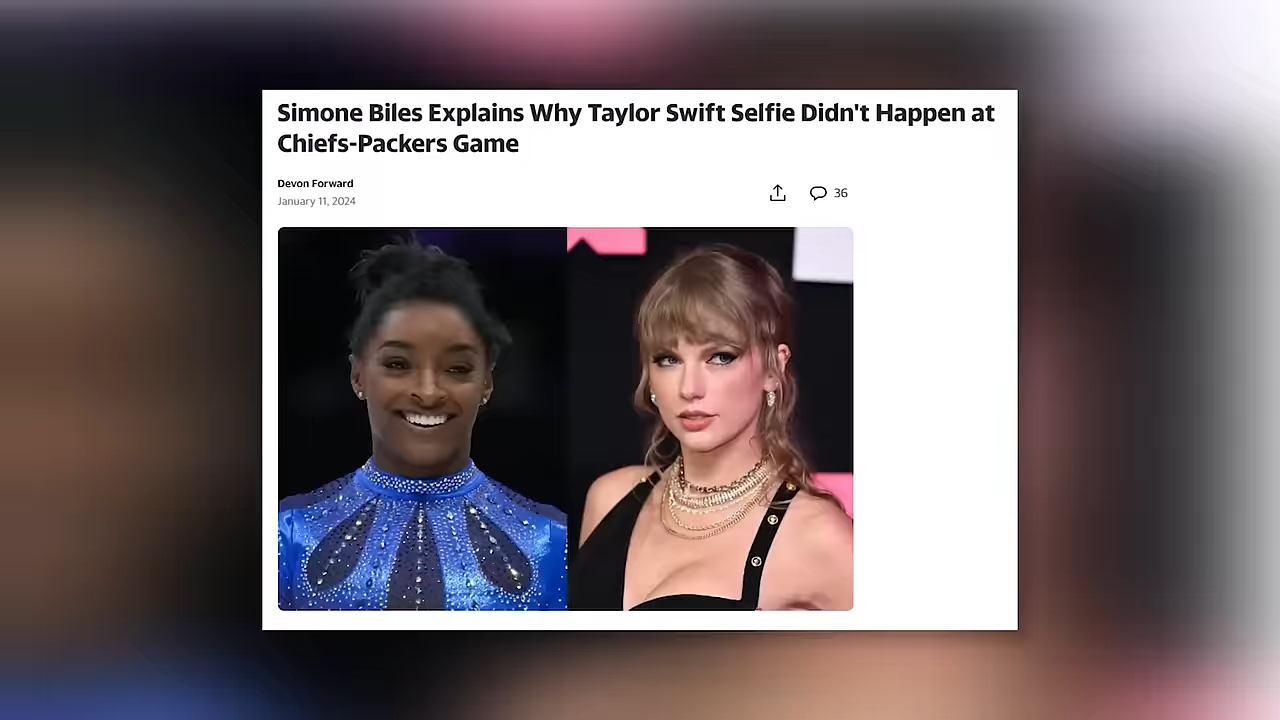 Simone Biles Explains Why Taylor Swift Selfie Didn't Happen at
Chiefs-Packers Game
Devon Forward
January 11, 2024
36